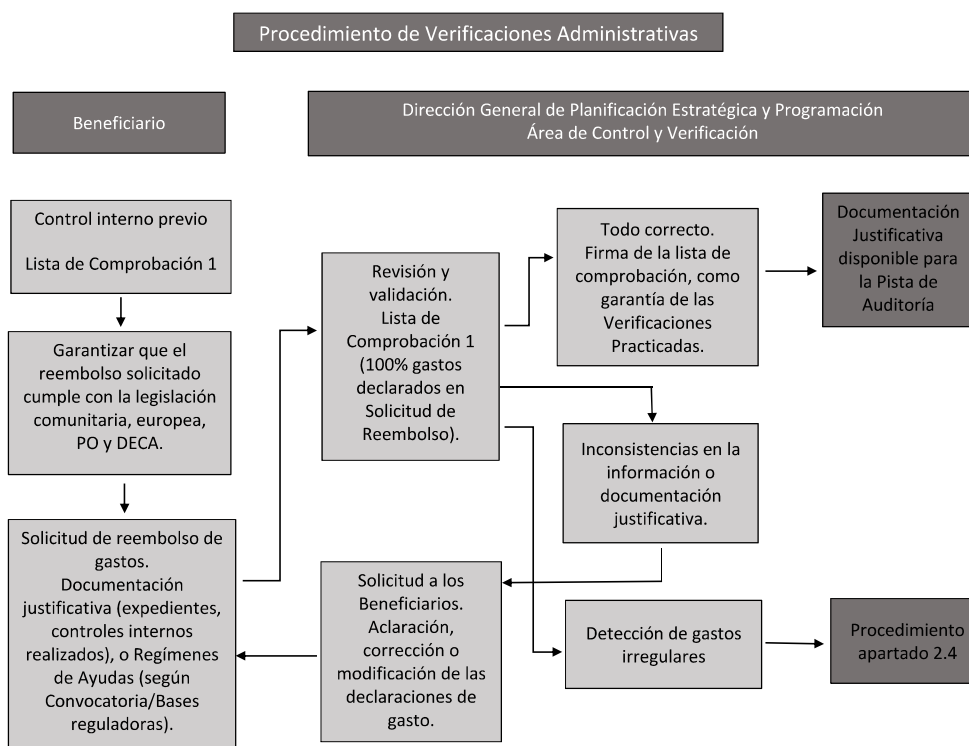 Procedimiento de Verificaciones Administrativas
Beneficiario
Dirección General de Planificación Estratégica y Programación
Área de Control y Verificación
Control interno previo
Lista de Comprobación 1
Garantizar que el
reembolso solicitado
cumple con la legislación
comunitaria, europea,
PO y DECA.
Solicitud de reembolso de
gastos.
Documentación
justificativa (expedientes,
controles internos
realizados), o Regímenes
de Ayudas (según
Convocatoria/Bases
reguladoras).
Revisión y
validación.
Lista de
Comprobación 1
(100% gastos
declarados en
Solicitud de
Reembolso).
Todo correcto.
Firma de la lista de
comprobación, como
garantía de las
Verificaciones
Practicadas.
Documentación
Justificativa
disponible para
la Pista de
Auditoría
Inconsistencias en la
información o
documentación
justificativa.
Solicitud a los
Beneficiarios.
Aclaración,
corrección o
modificación de las
declaraciones de
gasto.
Detección de gastos
irregulares
Procedimiento
apartado 2.4